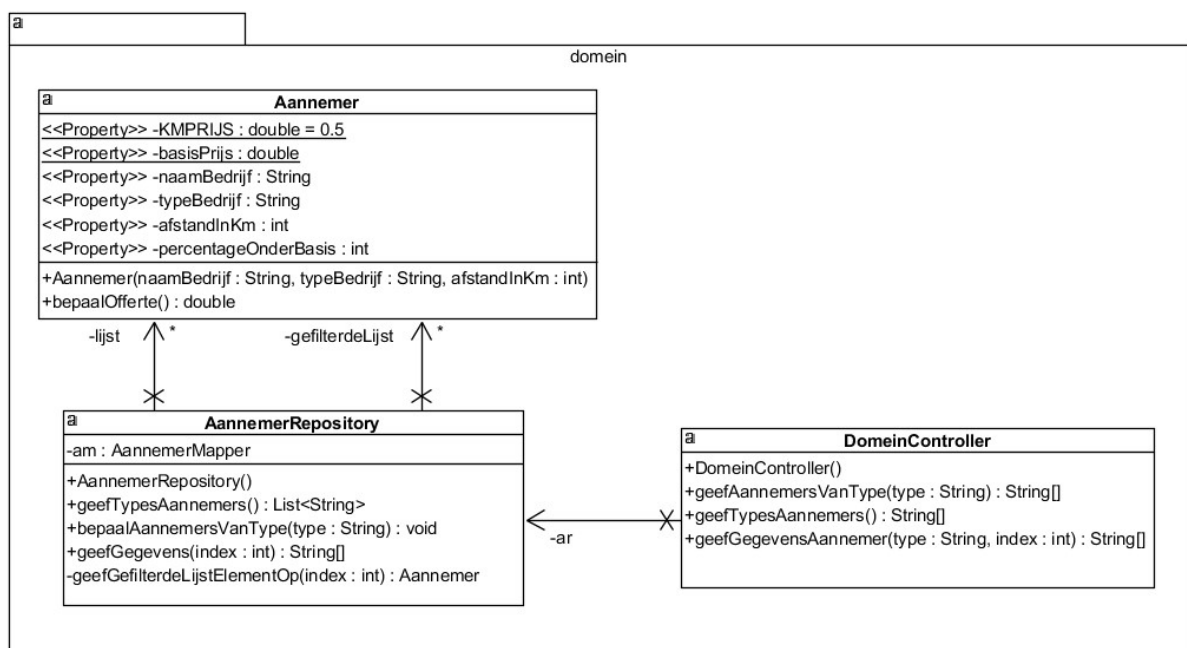 a
domein
a
Aannemer
<<Property>> -KMPRIJS : double = 0.5
<<Property>> -basisPrijs : double
<<Property>> -naamBedrijf : String
<<Property>> -typeBedrijf : String
<<Property>> -afstandInKm : int
<<Property>> -percentageOnderBasis : int
+Aannemer(naamBedrijf : String, typeBedrijf : String, afstandInKm : int)
+bepaalOfferte() : double
-lijst
*
-gefilterdeLijst
*
a
AannemerRepository
-am : AannemerMapper
+AannemerRepository()
+geefTypesAannemers() : List<String>
+bepaalAannemersVanType(type : String) : void
+geefGegevens(index : int) : String[]
-geefGefilterdeLijstElementOp(index : int) : Aannemer
-ar
a
DomeinController
+DomeinController()
+geefAannemersVanType(type : String) : String[]
+geefTypesAannemers() : String[]
+geefGegevensAannemer(type : String, index : int) : String[]